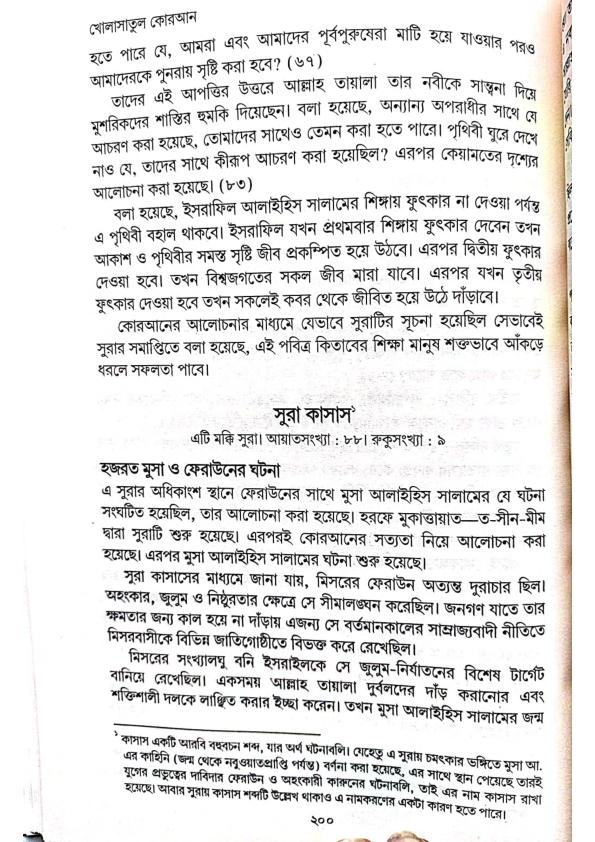 খোলাসাতুল কোরআন
হতে পারে যে, আমরা এবং আমাদের পূর্বপুরুষেরা মাটি হয়ে যাওয়ার পরও
আমাদেরকে পুনরায় সৃষ্টি করা হবে? (৬৭)
তাদের এই আপত্তির উত্তরে আল্লাহ তায়ালা তার নবীকে সান্ত্বনা দিয়ে
মুশরিকদের শাস্তির হুমকি দিয়েছেন। বলা হয়েছে, অন্যান্য অপরাধীর সাথে যে
আচরণ করা হয়েছে, তোমাদের সাথেও তেমন করা হতে পারে। পৃথিবী ঘুরে দেখে
নাও যে, তাদের সাথে কীরূপ আচরণ করা হয়েছিল? এরপর কেয়ামতের দৃশ্যের
আলোচনা করা হয়েছে। (৮৩)
বলা হয়েছে, ইসরাফিল আলাইহিস সালামের শিঙ্গায় ফুৎকার না দেওয়া পর্যন্ত
এ পৃথিবী বহাল থাকবে। ইসরাফিল যখন প্রথমবার শিঙ্গায় ফুৎকার দেবেন তখন
আকাশ ও পৃথিবীর সমস্ত সৃষ্টি জীব প্রকম্পিত হয়ে উঠবে। এরপর দ্বিতীয় ফুৎকার
দেওয়া হবে। তখন বিশ্বজগতের সকল জীব মারা যাবে। এরপর যখন তৃতীয়
ফুৎকার দেওয়া হবে তখন সকলেই কবর থেকে জীবিত হয়ে উঠে দাঁড়াবে।
কোরআনের আলোচনার মাধ্যমে যেভাবে সুরাটির সূচনা হয়েছিল সেভাবেই
সুরার সমাপ্তিতে বলা হয়েছে, এই পবিত্র কিতাবের শিক্ষা মানুষ শক্তভাবে আঁকড়ে
ধরলে সফলতা পাবে।
সুরা কাসাস¹
এটি মক্কি সুরা। আয়াতসংখ্যা : ৮৮। রুকুসংখ্যা : ৯
হজরত মুসা ও ফেরাউনের ঘটনা
এ সুরার অধিকাংশ স্থানে ফেরাউনের সাথে মুসা আলাইহিস সালামের যে ঘটনা
সংঘটিত হয়েছিল, তার আলোচনা করা হয়েছে। হরফে মুকাত্তায়াত—ত-সীন-মীম
দ্বারা সুরাটি শুরু হয়েছে। এরপরই কোরআনের সত্যতা নিয়ে আলোচনা করা
হয়েছে। এরপর মুসা আলাইহিস সালামের ঘটনা শুরু হয়েছে।
সুরা কাসাসের মাধ্যমে জানা যায়, মিসরের ফেরাউন অত্যন্ত দুরাচার ছিল।
অহংকার, জুলুম ও নিষ্ঠুরতার ক্ষেত্রে সে সীমালঙ্ঘন করেছিল। জনগণ যাতে তার
ক্ষমতার জন্য কাল হয়ে না দাঁড়ায় এজন্য সে বর্তমানকালের সাম্রাজ্যবাদী নীতিতে
মিসরবাসীকে বিভিন্ন জাতিগোষ্ঠীতে বিভক্ত করে রেখেছিল।
মিসরের সংখ্যালঘু বনি ইসরাইলকে সে জুলুম-নির্যাতনের বিশেষ টার্গেট
বানিয়ে রেখেছিল। একসময় আল্লাহ তায়ালা দুর্বলদের দাঁড় করানোর এবং
শক্তিশালী দলকে লাঞ্ছিত করার ইচ্ছা করেন। তখন মুসা আলাইহিস সালামের জন্ম
¹ কাসাস একটি আরবি বহুবচন শব্দ, যার অর্থ ঘটনাবলি। যেহেতু এ সুরায় চমৎকার ভঙ্গিতে মুসা আ.
এর কাহিনি (জন্ম থেকে নবুওয়াতপ্রাপ্তি পর্যন্ত) বর্ণনা করা হয়েছে, এর সাথে স্থান পেয়েছে তারই
যুগের প্রভুত্বের দাবিদার ফেরাউন ও অহংকারী কারুনের ঘটনাবলি, তাই এর নাম কাসাস রাখা
হয়েছে। আবার সুরায় কাসাস শব্দটি উল্লেখ থাকাও এ নামকরণের একটা কারণ হতে পারে।
২০০